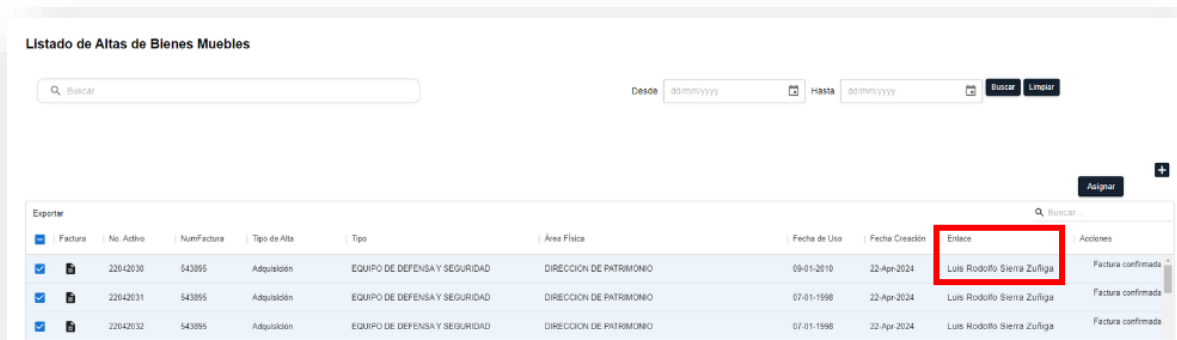 Listado de Altas de Bienes Muebles
Buscar Desde dd/mm/yyyy Hasta dd/mm/yyyy Buscar Limpiar
Asignar
Exportar Buscar...
Factura No. Activo NumFactura Tipo de Alta Tipo Área Física Fecha de Uso Fecha Creación Enlace Acciones
22042030 543895 Adquisición EQUIPO DE DEFENSA Y SEGURIDAD DIRECCION DE PATRIMONIO 09-01-2010 22-Apr-2024 Luis Rodolfo Sierra Zuñiga Factura confirmada
22042031 543895 Adquisición EQUIPO DE DEFENSA Y SEGURIDAD DIRECCION DE PATRIMONIO 07-01-1998 22-Apr-2024 Luis Rodolfo Sierra Zuñiga Factura confirmada
22042032 543895 Adquisición EQUIPO DE DEFENSA Y SEGURIDAD DIRECCION DE PATRIMONIO 07-01-1998 22-Apr-2024 Luis Rodolfo Sierra Zuñiga Factura confirmada